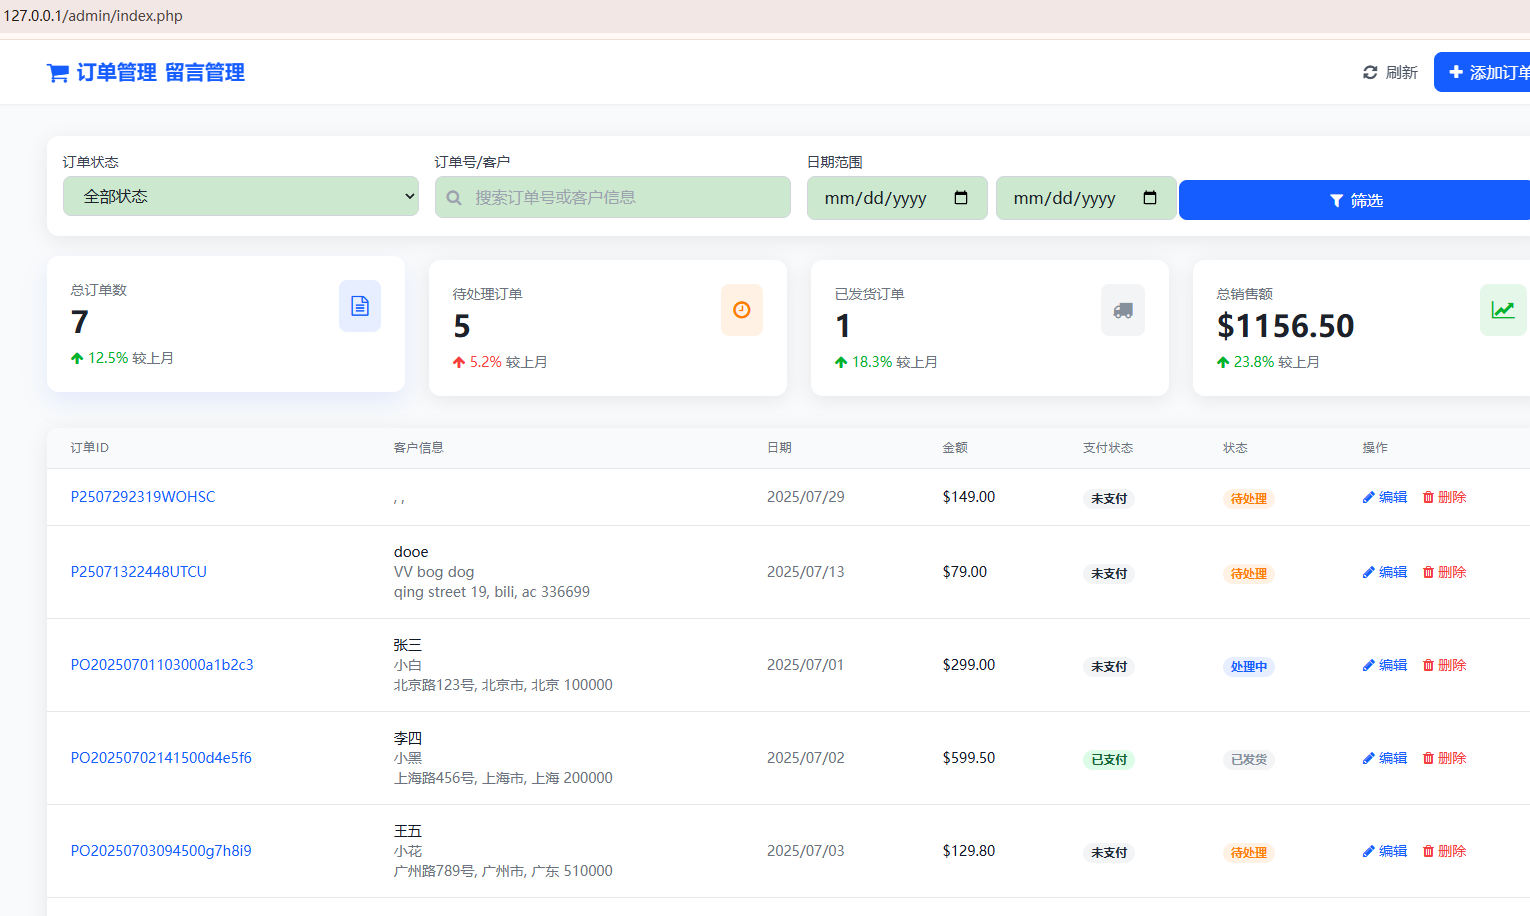 127.0.0.1/admin/index.php
订单管理 留言管理
刷新
添加订单
订单状态
订单号/客户
日期范围
全部状态
搜索订单号或客户信息
mm/dd/yyyy
mm/dd/yyyy
筛选
总订单数
7
12.5% 较上月
待处理订单
5
5.2% 较上月
已发货订单
1
18.3% 较上月
总销售额
$1156.50
23.8% 较上月
订单ID 客户信息 日期 金额 支付状态 状态 操作
P2507292319WOHSC , , 2025/07/29 $149.00 未支付 待处理 编辑 删除
dooe
P25071322448UTCU VV bog dog 2025/07/13 $79.00 未支付 待处理 编辑 删除
qing street 19, bili, ac 336699
张三
PO20250701103000a1b2c3 小白 2025/07/01 $299.00 未支付 处理中 编辑 删除
北京路123号, 北京市, 北京 100000
李四
PO20250702141500d4e5f6 小黑 2025/07/02 $599.50 已支付 已发货 编辑 删除
上海路456号, 上海市, 上海 200000
王五
PO20250703094500g7h8i9 小花 2025/07/03 $129.80 未支付 待处理 编辑 删除
广州路789号, 广州市, 广东 510000